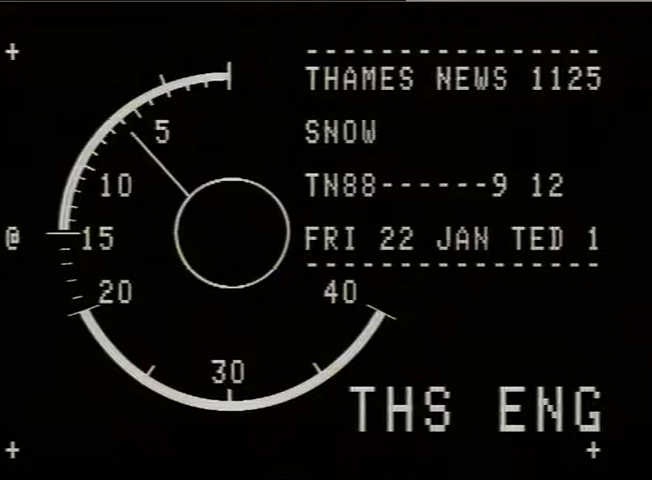 THAMES NEWS 1125
SNOW
TN88------9 12
FRI 22 JAN TED 1
5
10
@ 15
20
40
30
THS ENG